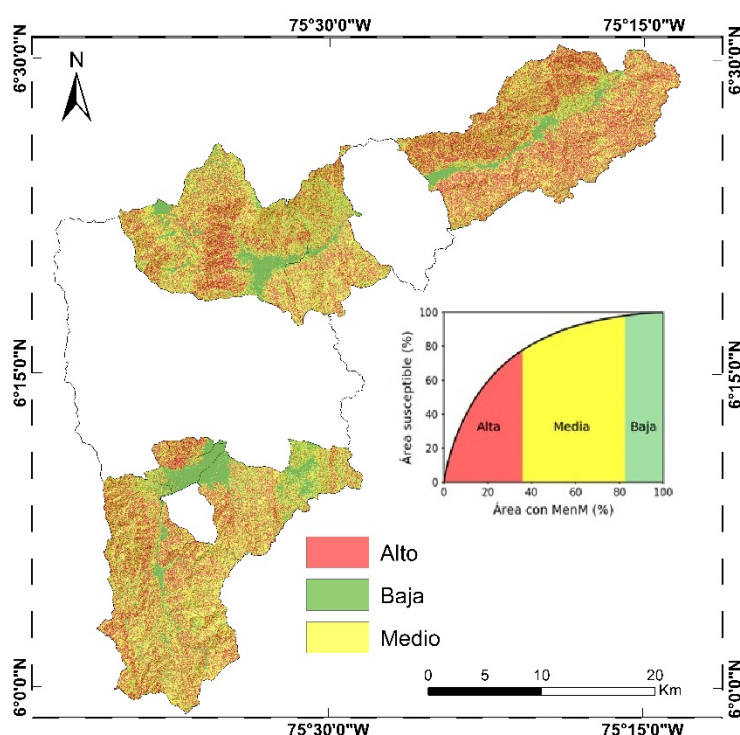 75°30'0"W
75°15'0"W
6°30'0"N
6°30'0"N
N
6°15'0"N
6°15'0"N
100
80
60
40
20
0
Área susceptible (%)
Alta
Media
Baja
0
20
40
60
80
100
Área con MenM (%)
Alto
Baja
Medio
0
5
10
20
Km
6°0'0"N
6°0'0"N
75°30'0"W
75°15'0"W